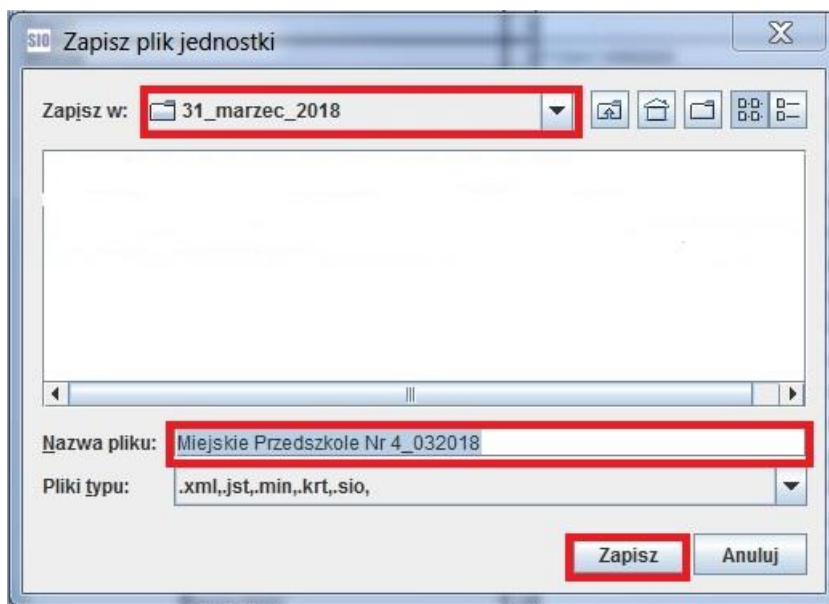 SIO Zapisz plik jednostki
Zapisz w: 31_marzec_2018
Nazwa pliku: Miejskie Przedszkole Nr 4_032018
Pliki typu: .xml,.jst,.min,.krt,.sio,
Zapisz Anuluj